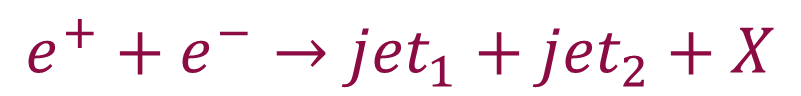 e⁺ + e⁻ → jet₁ + jet₂ + X